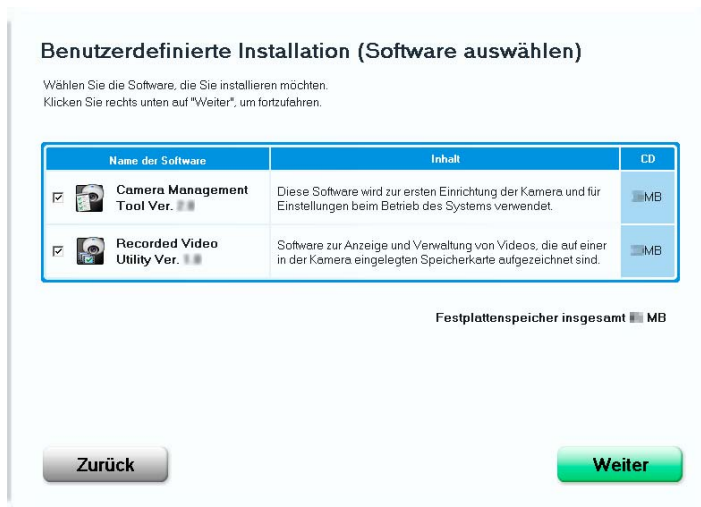 Benutzerdefinierte Installation (Software auswählen)
Wählen Sie die Software, die Sie installieren möchten.
Klicken Sie rechts unten auf "Weiter", um fortzufahren.
Name der Software
Inhalt
CD
Camera Management
Tool Ver.
Diese Software wird zur ersten Einrichtung der Kamera und für
Einstellungen beim Betrieb des Systems verwendet.
MB
Recorded Video
Utility Ver.
Software zur Anzeige und Verwaltung von Videos, die auf einer
in der Kamera eingelegten Speicherkarte aufgezeichnet sind.
MB
Festplattenspeicher insgesamt MB
Zurück
Weiter